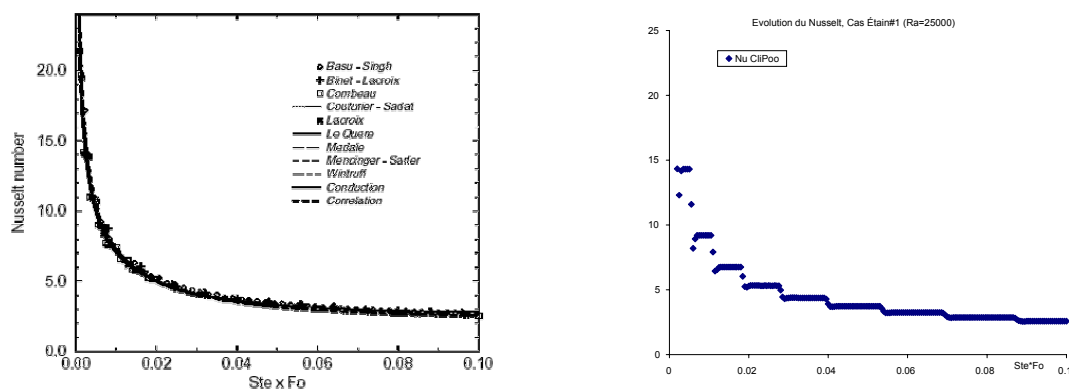 20.0
15.0
10.0
5.0
0.0
Nusselt number
Basu - Singh
Binet - Lacroix
Combeau
Couturier - Sadat
Lacroix
Le Quere
Medale
Mendinger - Sarler
Wintruff
Conduction
Correlation
0.00 0.02 0.04 0.06 0.08 0.10
Ste x Fo
Evolution du Nusselt, Cas Étain#1 (Ra=25000)
25
20
15
10
5
0
Nu CliPoo
0 0.02 0.04 0.06 0.08 0.1
Ste*Fo